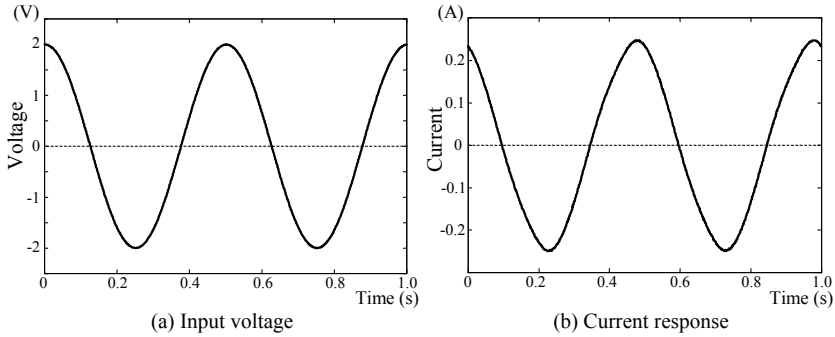 (V)
2
1
0
-1
-2
Voltage
0
0.2
0.4
0.6
0.8
1.0
Time (s)
(a) Input voltage
(A)
0.2
0.1
0
-0.1
-0.2
Current
0
0.2
0.4
0.6
0.8
1.0
Time (s)
(b) Current response